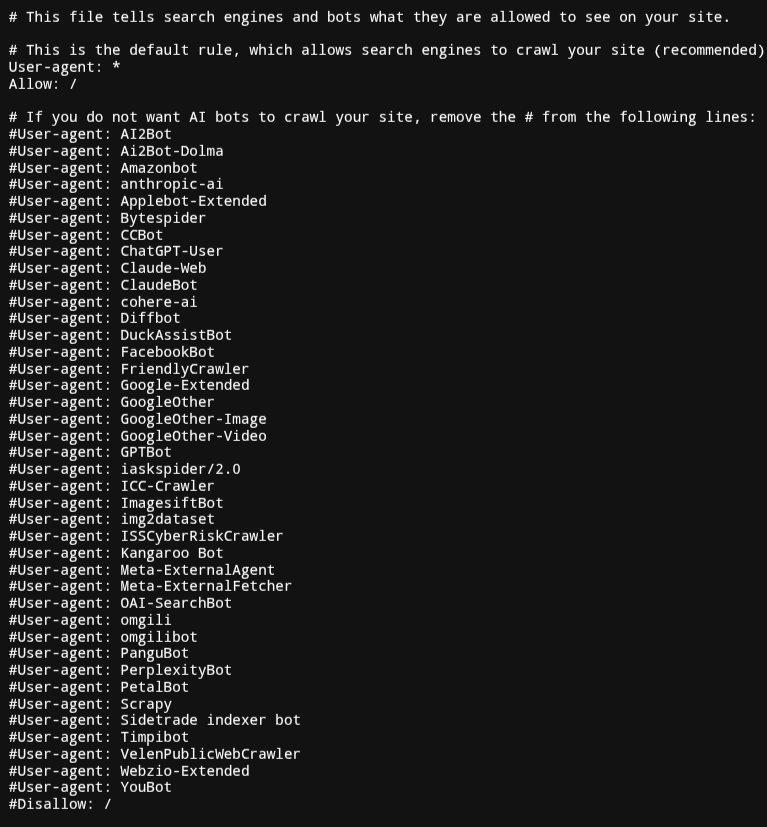 # This file tells search engines and bots what they are allowed to see on your site.
# This is the default rule, which allows search engines to crawl your site (recommended)
User-agent: *
Allow: /
# If you do not want AI bots to crawl your site, remove the # from the following lines:
#User-agent: AI2Bot
#User-agent: Ai2Bot-Dolma
#User-agent: Amazonbot
#User-agent: anthropic-ai
#User-agent: Applebot-Extended
#User-agent: Bytespider
#User-agent: CCBot
#User-agent: ChatGPT-User
#User-agent: Claude-Web
#User-agent: ClaudeBot
#User-agent: cohere-ai
#User-agent: Diffbot
#User-agent: DuckAssistBot
#User-agent: FacebookBot
#User-agent: FriendlyCrawler
#User-agent: Google-Extended
#User-agent: GoogleOther
#User-agent: GoogleOther-Image
#User-agent: GoogleOther-Video
#User-agent: GPTBot
#User-agent: iaskspider/2.0
#User-agent: ICC-Crawler
#User-agent: ImagesiftBot
#User-agent: img2dataset
#User-agent: ISSCyberRiskCrawler
#User-agent: Kangaroo Bot
#User-agent: Meta-ExternalAgent
#User-agent: Meta-ExternalFetcher
#User-agent: OAI-SearchBot
#User-agent: omgili
#User-agent: omgilibot
#User-agent: PanguBot
#User-agent: PerplexityBot
#User-agent: PetalBot
#User-agent: Scrapy
#User-agent: Sidetrade indexer bot
#User-agent: Timpibot
#User-agent: VelenPublicWebCrawler
#User-agent: Webzio-Extended
#User-agent: YouBot
#Disallow: /